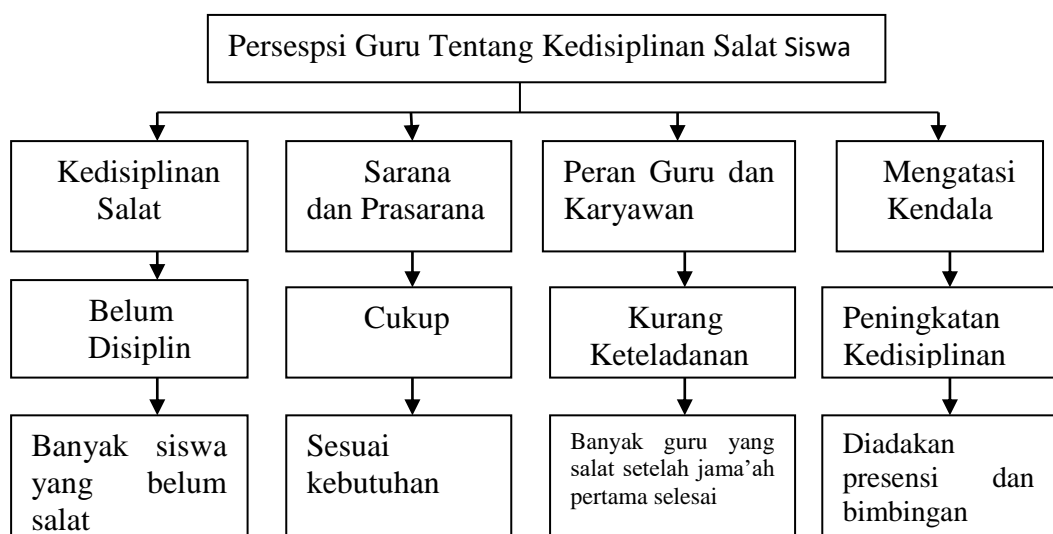 Persespsi Guru Tentang Kedisiplinan Salat Siswa
Kedisiplinan
Salat
Sarana
dan Prasarana
Peran Guru dan
Karyawan
Mengatasi
Kendala
Belum
Disiplin
Cukup
Kurang
Keteladanan
Peningkatan
Kedisiplinan
Banyak siswa
yang belum
salat
Sesuai
kebutuhan
Banyak guru yang
salat setelah jama’ah
pertama selesai
Diadakan
presensi dan
bimbingan